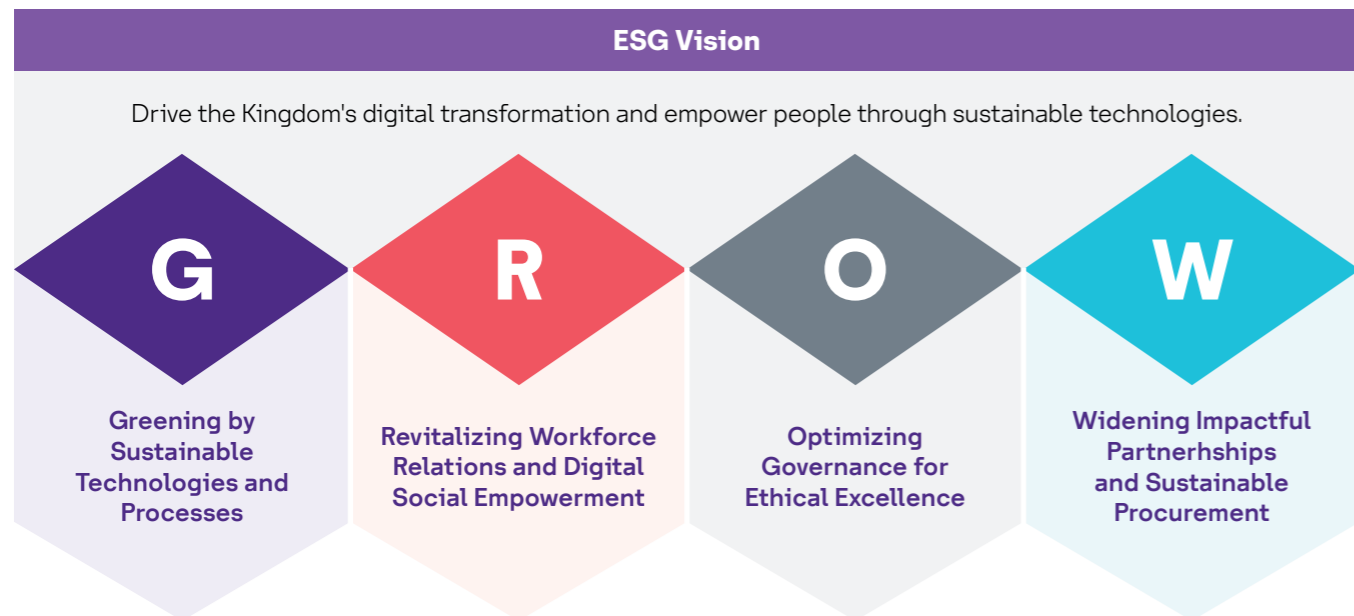 ESG Vision
Drive the Kingdom's digital transformation and empower people through sustainable technologies.
G
Greening by
Sustainable
Technologies and
Processes
R
Revitalizing Workforce
Relations and Digital
Social Empowerment
O
Optimizing
Governance for
Ethical Excellence
W
Widening Impactful
Partnerhships
and Sustainable
Procurement